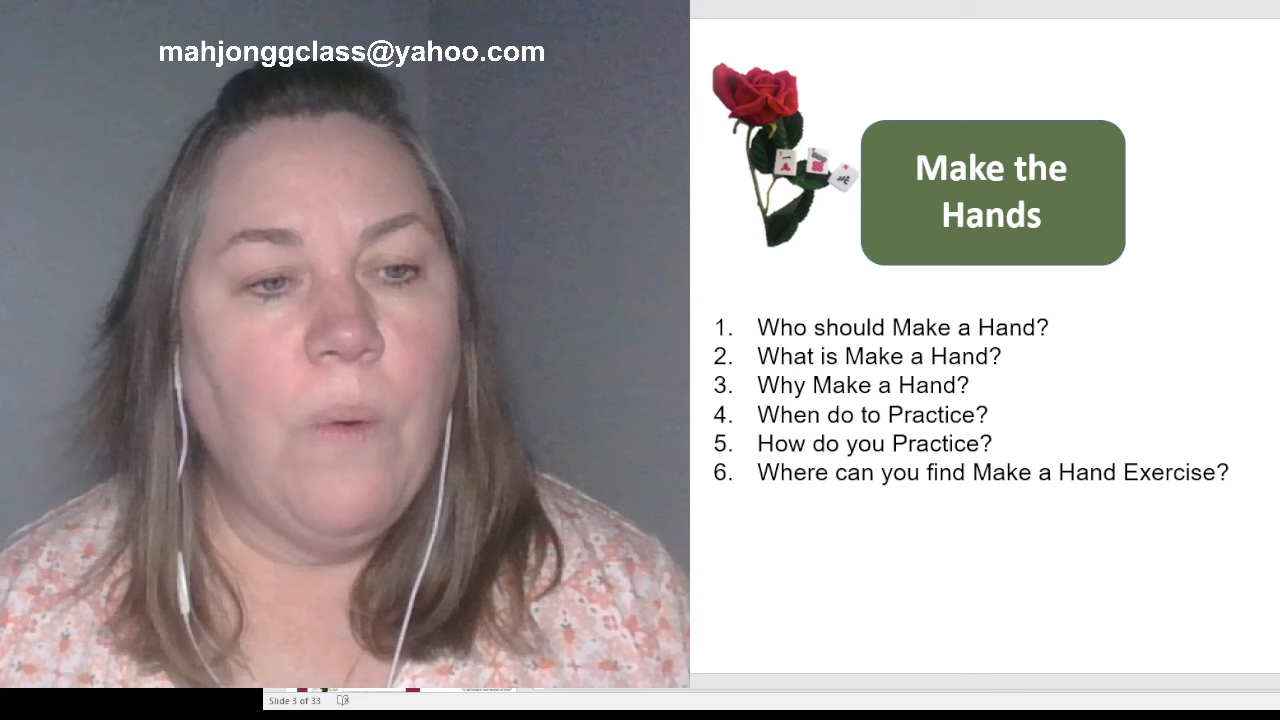 mahjonggclass@yahoo.com
Make the
Hands
1. Who should Make a Hand?
2. What is Make a Hand?
3. Why Make a Hand?
4. When do to Practice?
5. How do you Practice?
6. Where can you find Make a Hand Exercise?
Slide 3 of 33